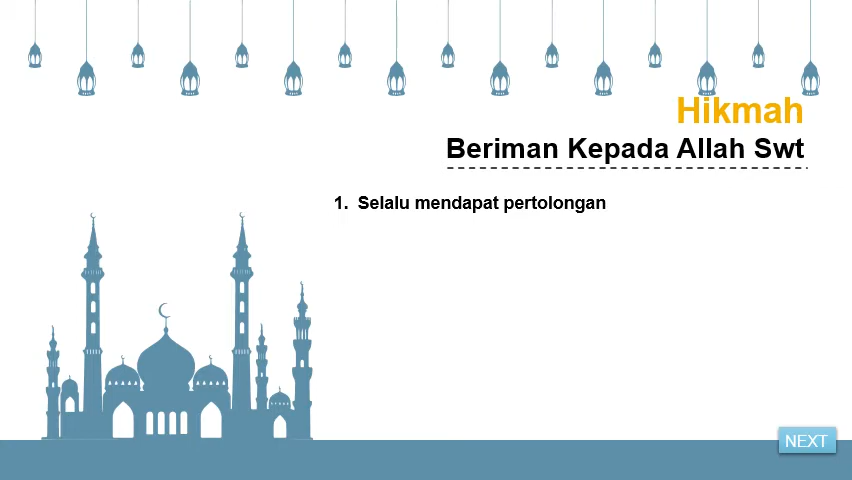 Hikmah
Beriman Kepada Allah Swt
1. Selalu mendapat pertolongan
NEXT